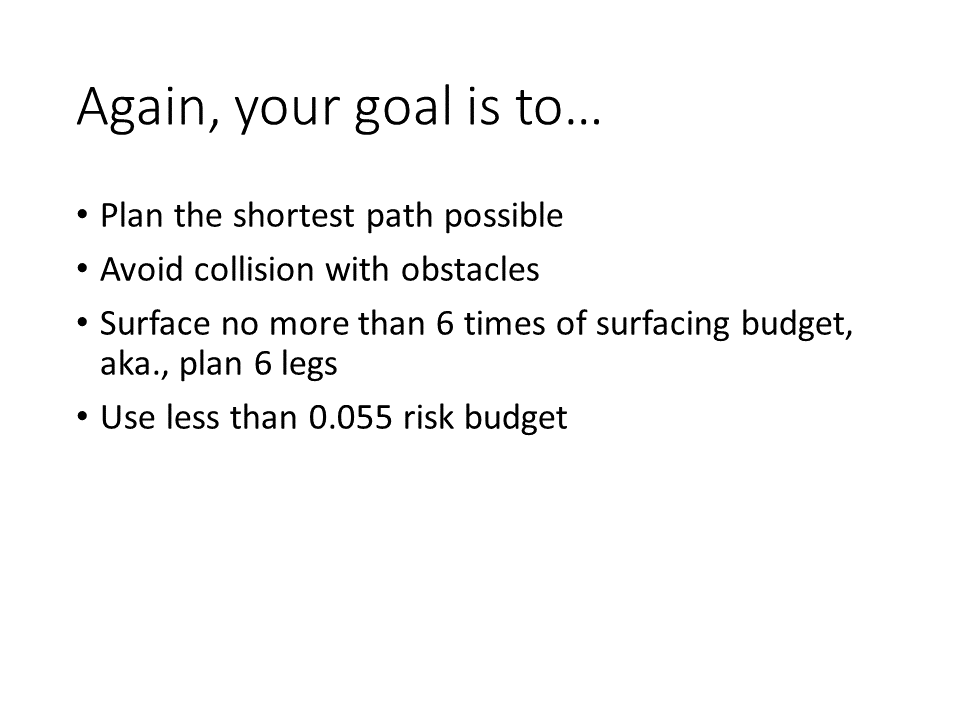 Again, your goal is to…
• Plan the shortest path possible
• Avoid collision with obstacles
• Surface no more than 6 times of surfacing budget,
aka., plan 6 legs
• Use less than 0.055 risk budget